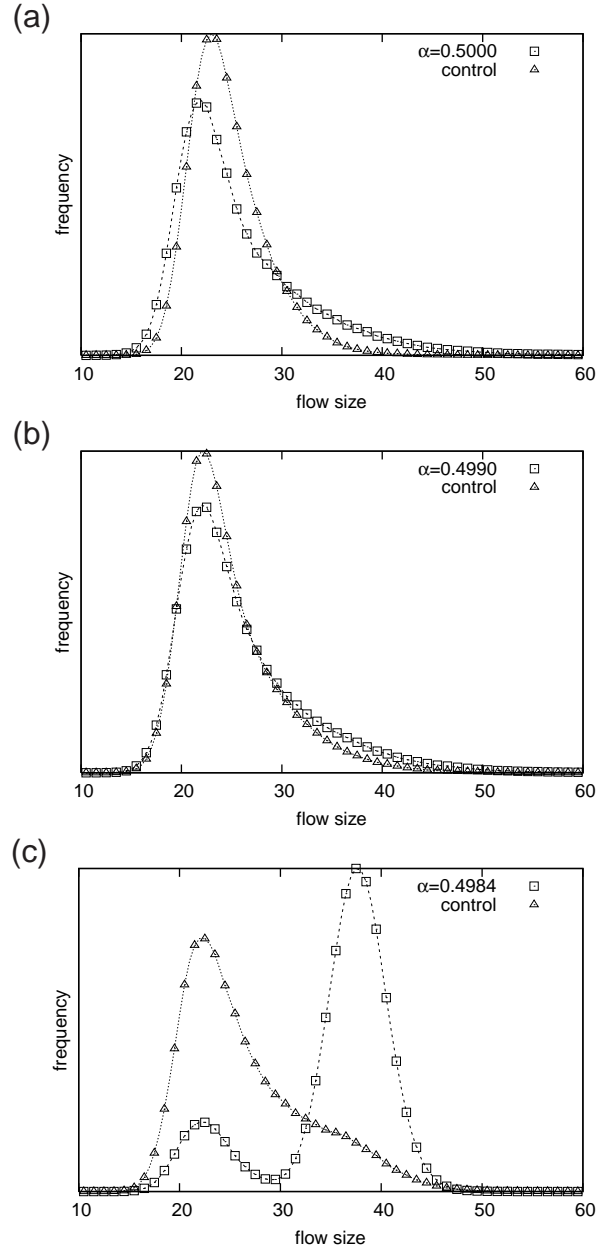 (a)
α=0.5000
control
frequency
10 20 30 40 50 60
flow size
(b)
α=0.4990
control
frequency
10 20 30 40 50 60
flow size
(c)
α=0.4984
control
frequency
10 20 30 40 50 60
flow size